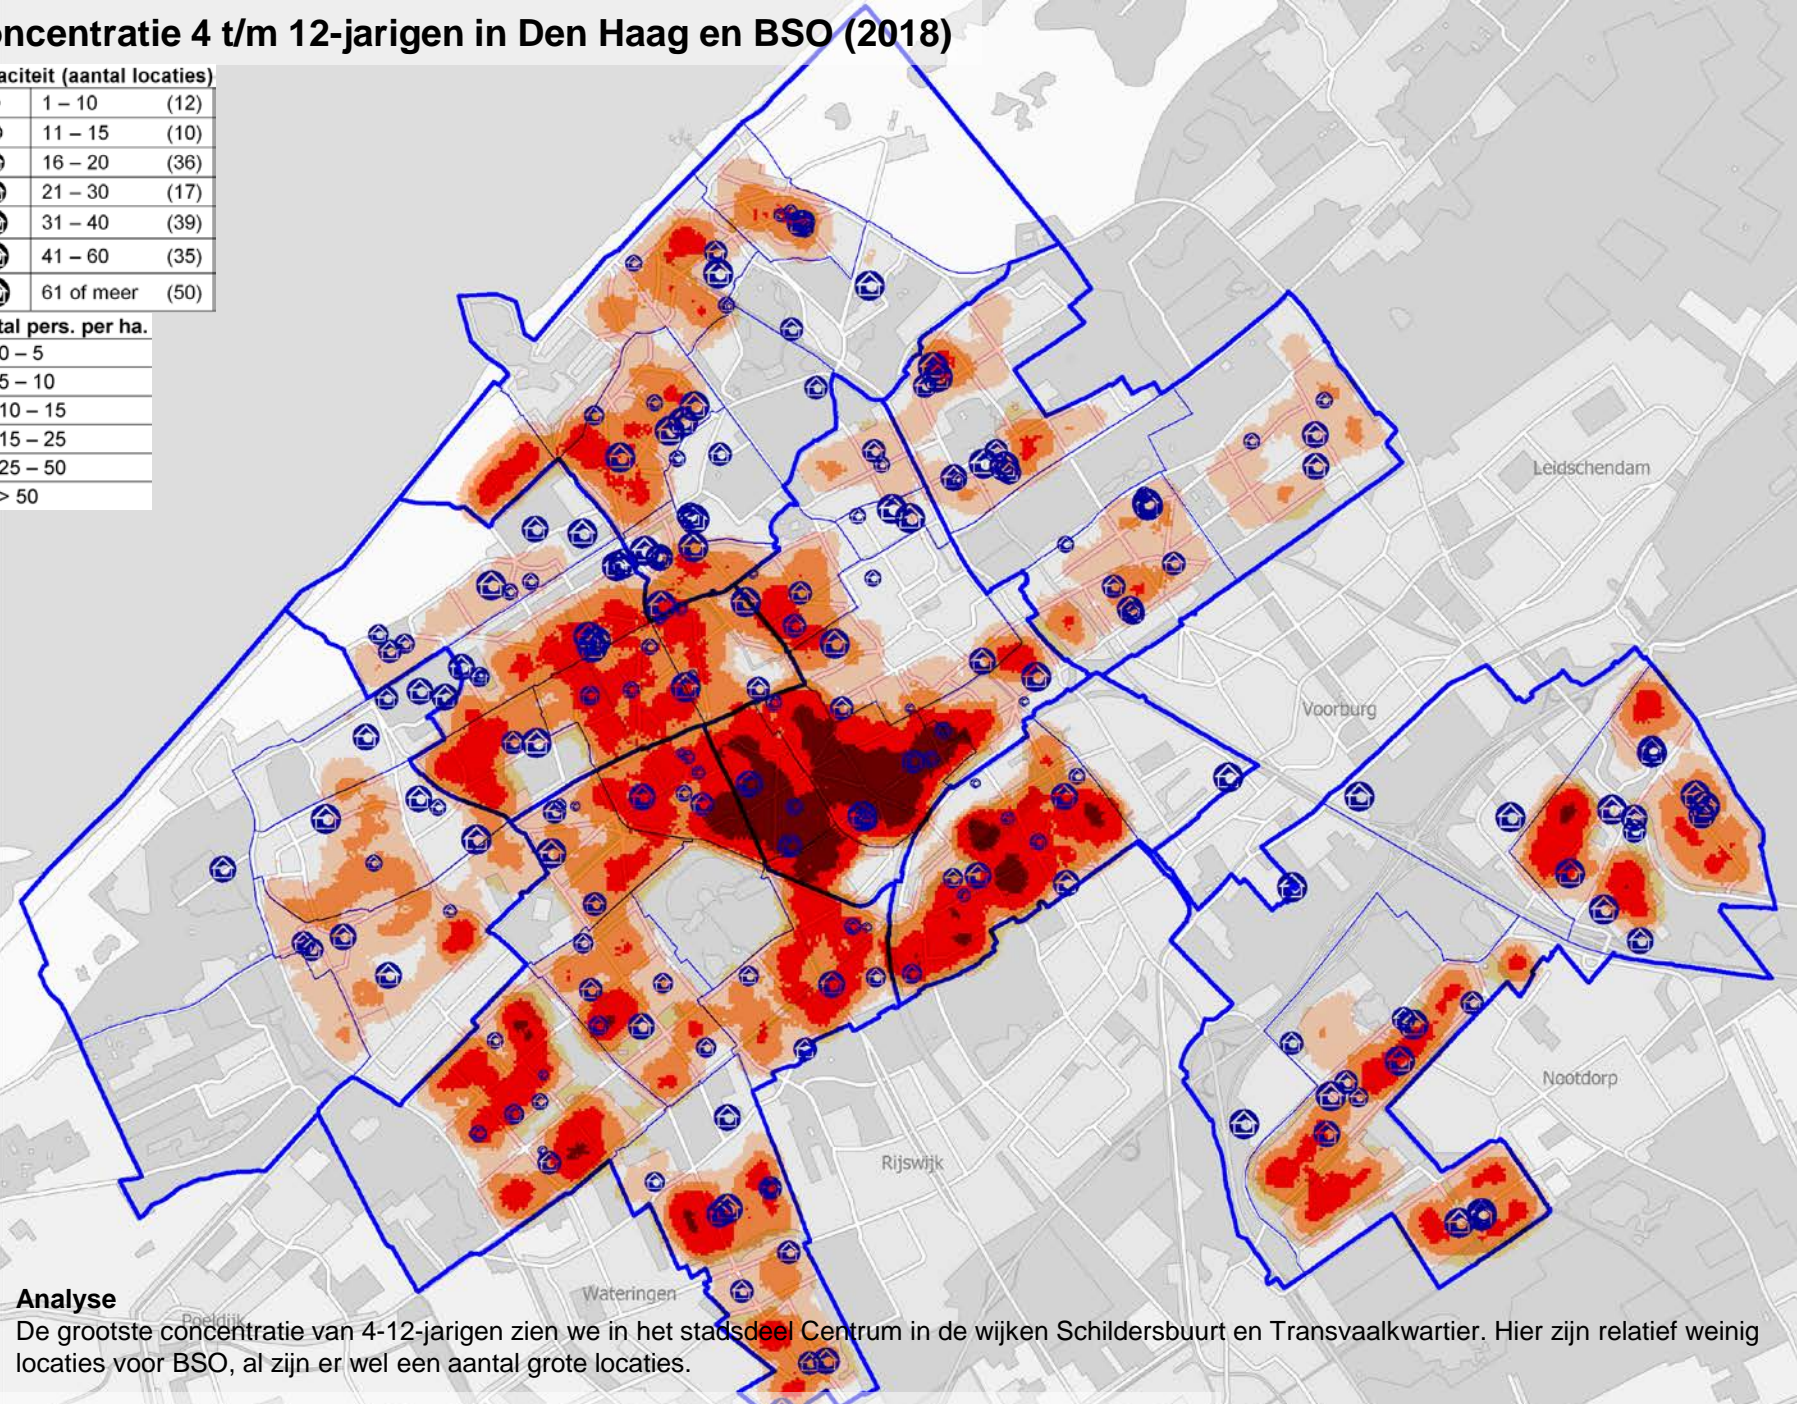 ncentratie 4 t/m 12-jarigen in Den Haag en BSO (2018)
aciteit (aantal locaties)
1 – 10 (12)
11 – 15 (10)
16 – 20 (36)
21 – 30 (17)
31 – 40 (39)
41 – 60 (35)
61 of meer (50)
tal pers. per ha.
0 – 5
5 – 10
10 – 15
15 – 25
25 – 50
> 50
Leidschendam
Voorburg
Nootdorp
Rijswijk
Wateringen
Poeldijk
Analyse
De grootste concentratie van 4-12-jarigen zien we in het stadsdeel Centrum in de wijken Schildersbuurt en Transvaalkwartier. Hier zijn relatief weinig
locaties voor BSO, al zijn er wel een aantal grote locaties.